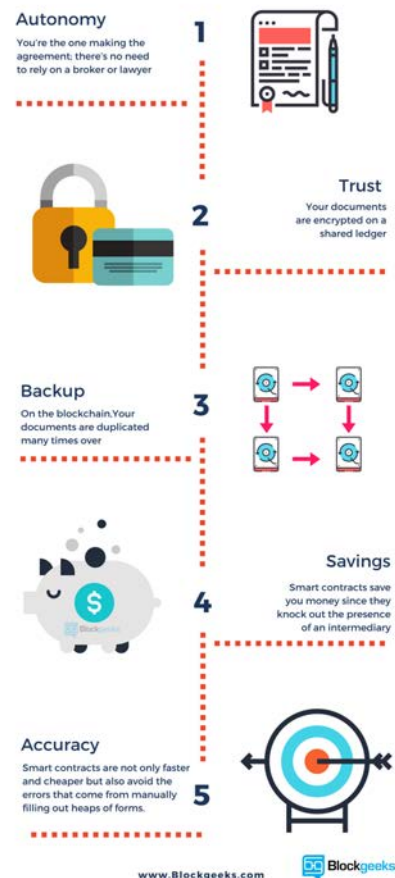 Autonomy
You're the one making the
agreement; there's no need
to rely on a broker or lawyer
1
2
Trust
Your documents
are encrypted on a
shared ledger
Backup
On the blockchain.Your
documents are duplicated
many times over
3
$
Blockgeeks
4
Savings
Smart contracts save
you money since they
knock out the presence
of an intermediary
Accuracy
Smart contracts are not only faster
and cheaper but also avoid the
errors that come from manually
filling out heaps of forms.
5
www.Blockgeeks.com
bg Blockgeeks